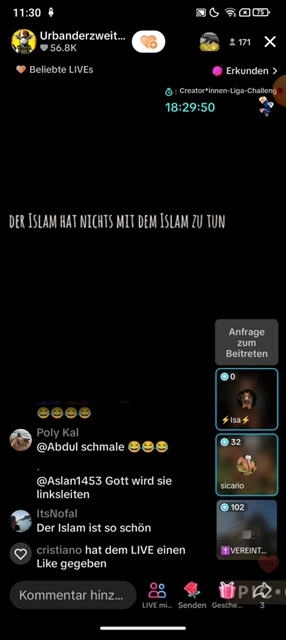 11:30
75
Urbanderzweit...
56.8K
171
Beliebte LIVEs
Erkunden
Creator*innen-Liga-Challeng
18:29:50
DER ISLAM HAT NICHTS MIT DEM ISLAM ZU TUN
Anfrage
zum
Beitreten
0
⚡Isa⚡
😂😂😂😂
32
sicario
Poly Kal
@Abdul schmale 😂😂😂
.
@Aslan1453 Gott wird sie
linksleiten
102
✝️VEREINT...
ItsNofal
Der Islam ist so schön
cristiano hat dem LIVE einen
Like gegeben
Kommentar hinz...
LIVE mi...
Senden
Gesche...
3